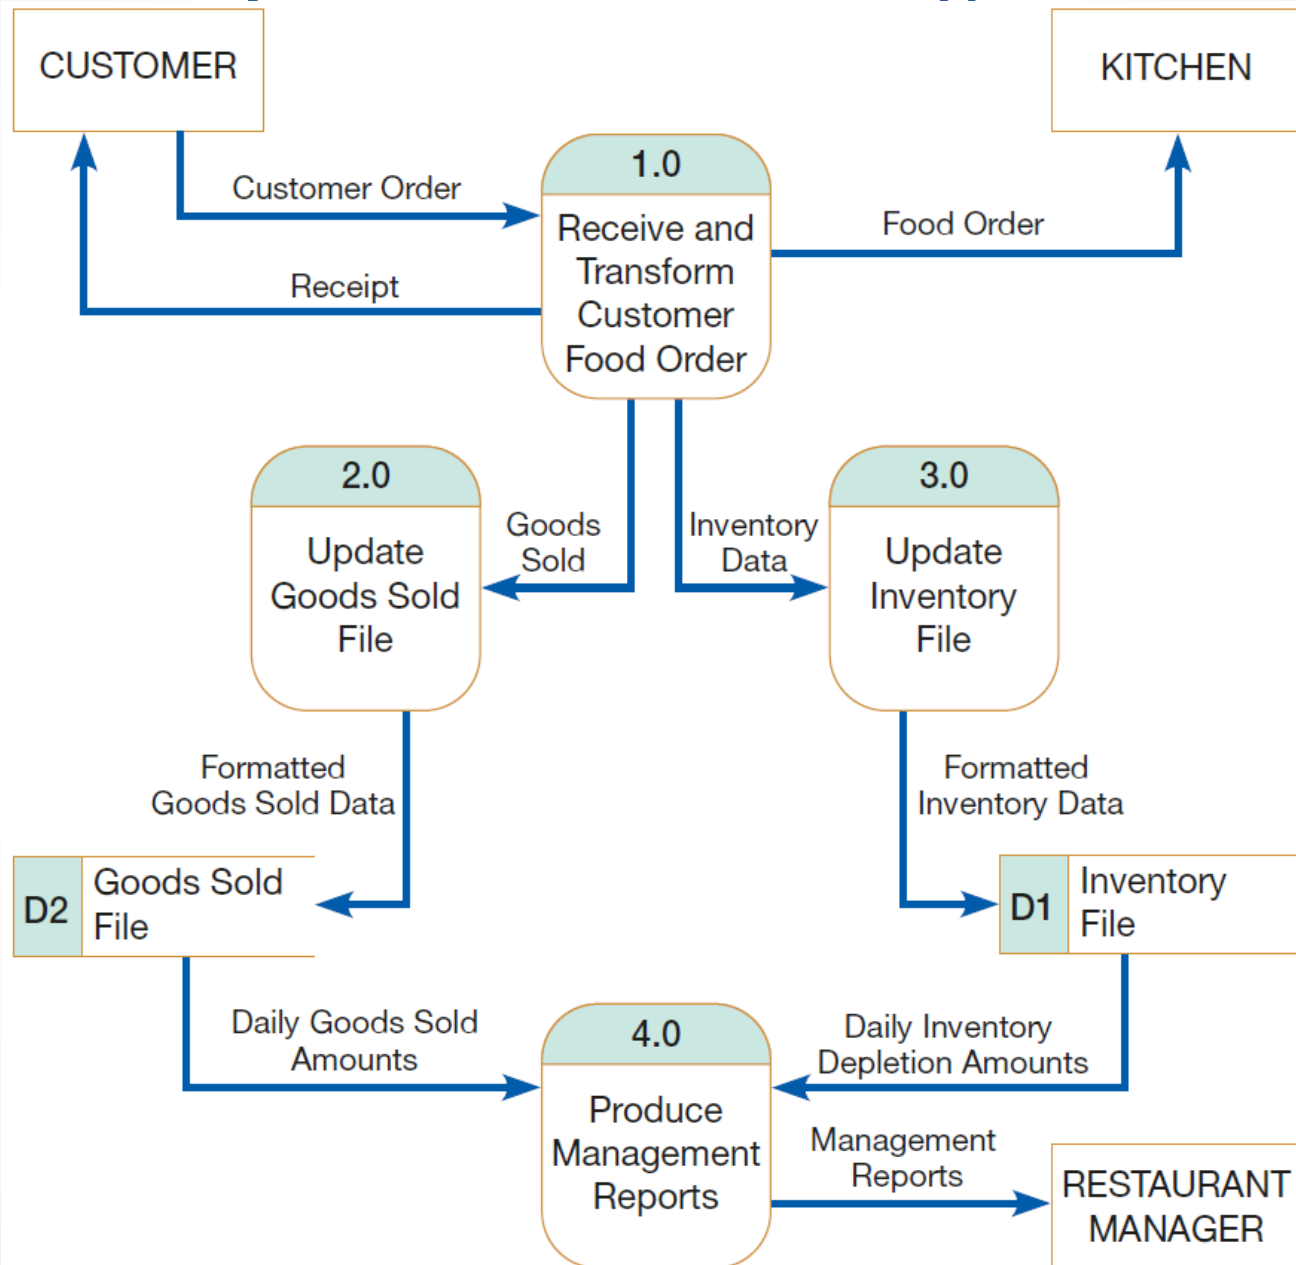 CUSTOMER
KITCHEN
1.0
Customer Order
Receive and
Transform
Customer
Food Order
Food Order
Receipt
2.0
Update
Goods Sold
File
Goods
Sold
Inventory
Data
3.0
Update
Inventory
File
Formatted
Goods Sold Data
Formatted
Inventory Data
D2
Goods Sold
File
D1
Inventory
File
Daily Goods Sold
Amounts
4.0
Produce
Management
Reports
Daily Inventory
Depletion Amounts
Management
Reports
RESTAURANT
MANAGER